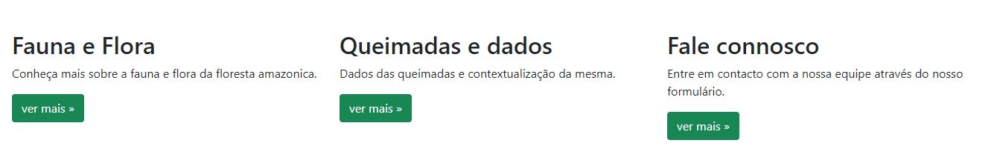 Fauna e Flora
Conheça mais sobre a fauna e flora da floresta amazonica.
ver mais »
Queimadas e dados
Dados das queimadas e contextualização da mesma.
ver mais »
Fale connosco
Entre em contacto com a nossa equipe através do nosso
formulário.
ver mais »